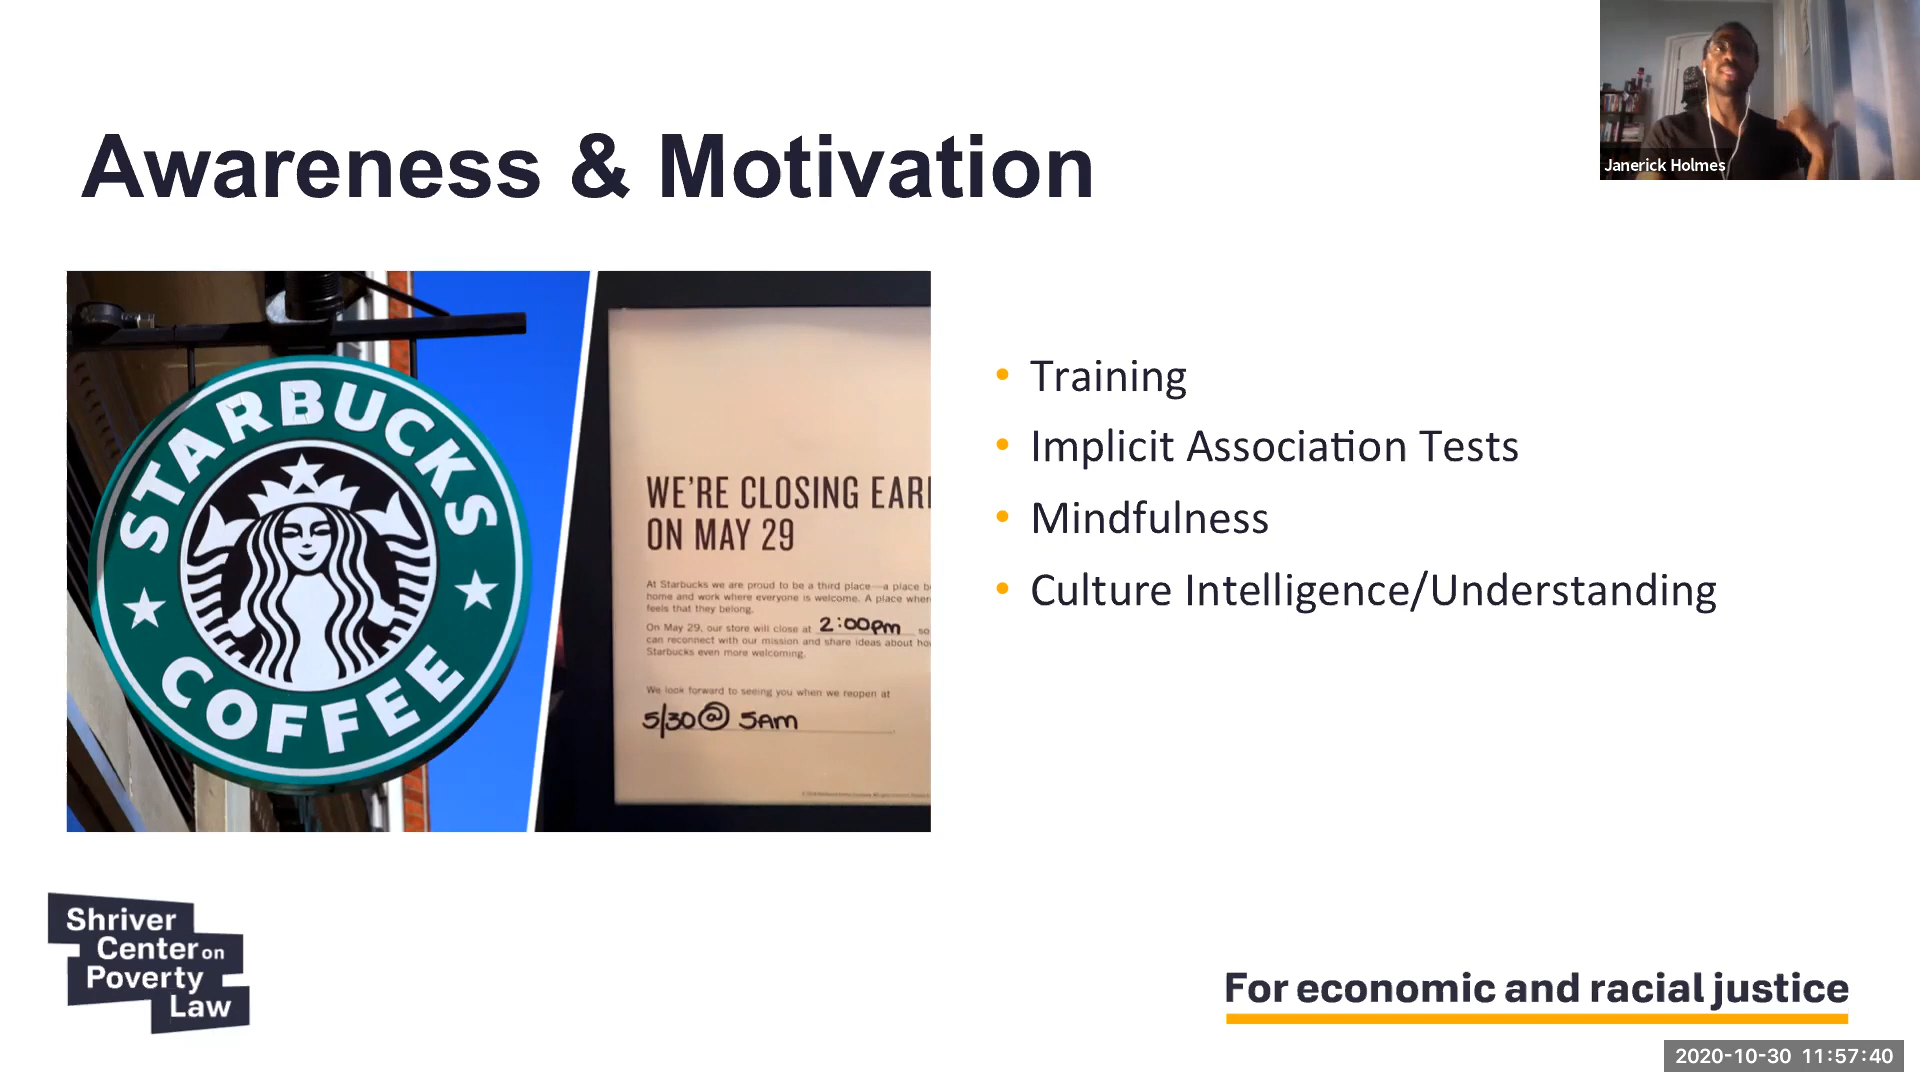 Awareness & Motivation
Janerick Holmes
STARBUCKS
COFFEE
WE'RE CLOSING EARL
ON MAY 29
At Starbucks we are proud to be a third place—a place b
home and work where everyone is welcome. A place wher
feels that they belong.
On May 29, our store will close at 2:00pm so
can reconnect with our mission and share ideas about ho
Starbucks even more welcoming.
We look forward to seeing you when we reopen at
5/30 @ 5AM
• Training
• Implicit Association Tests
• Mindfulness
• Culture Intelligence/Understanding
Shriver
Center on
Poverty
Law
For economic and racial justice
2020-10-30 11:57:40